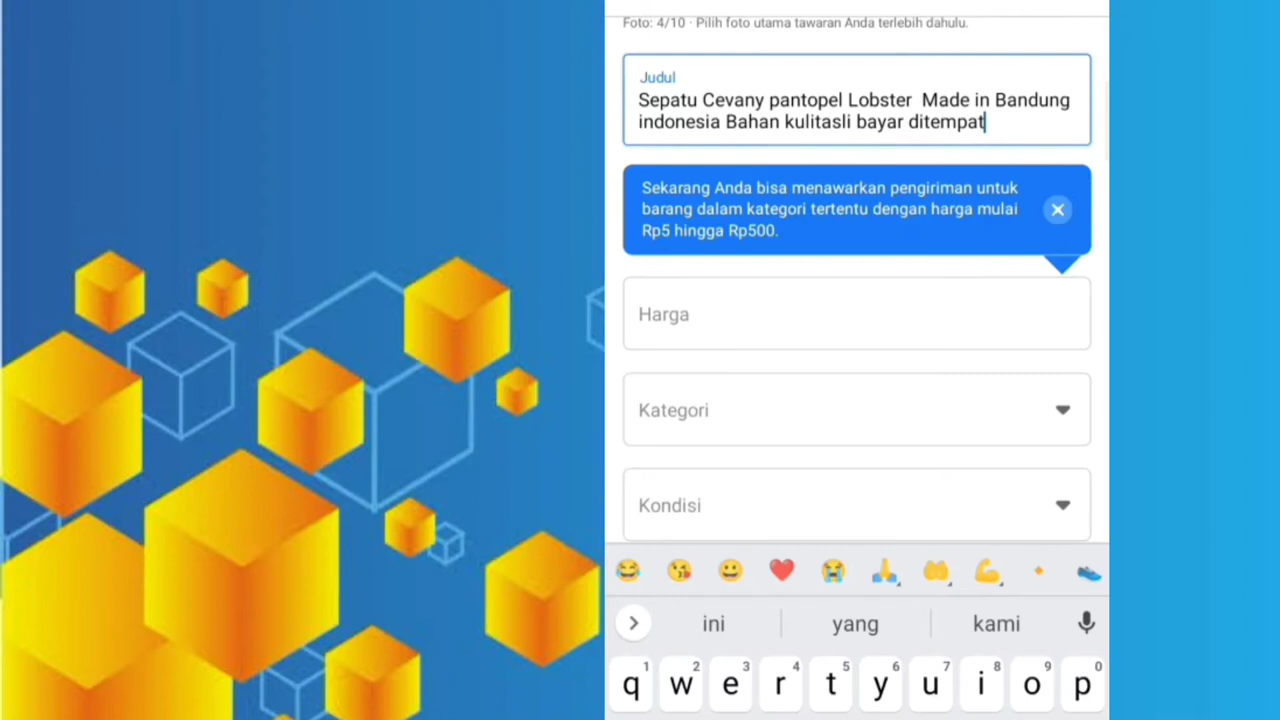 Foto: 4/10 · Pilih foto utama tawaran Anda terlebih dahulu.
Judul
Sepatu Cevany pantopel Lobster  Made in Bandung
indonesia Bahan kulitasli bayar ditempat
Sekarang Anda bisa menawarkan pengiriman untuk
barang dalam kategori tertentu dengan harga mulai
Rp5 hingga Rp500.
Harga
Kategori
Kondisi
ini yang kami
1 2 3 4 5 6 7 8 9 0
q w e r t y u i o p